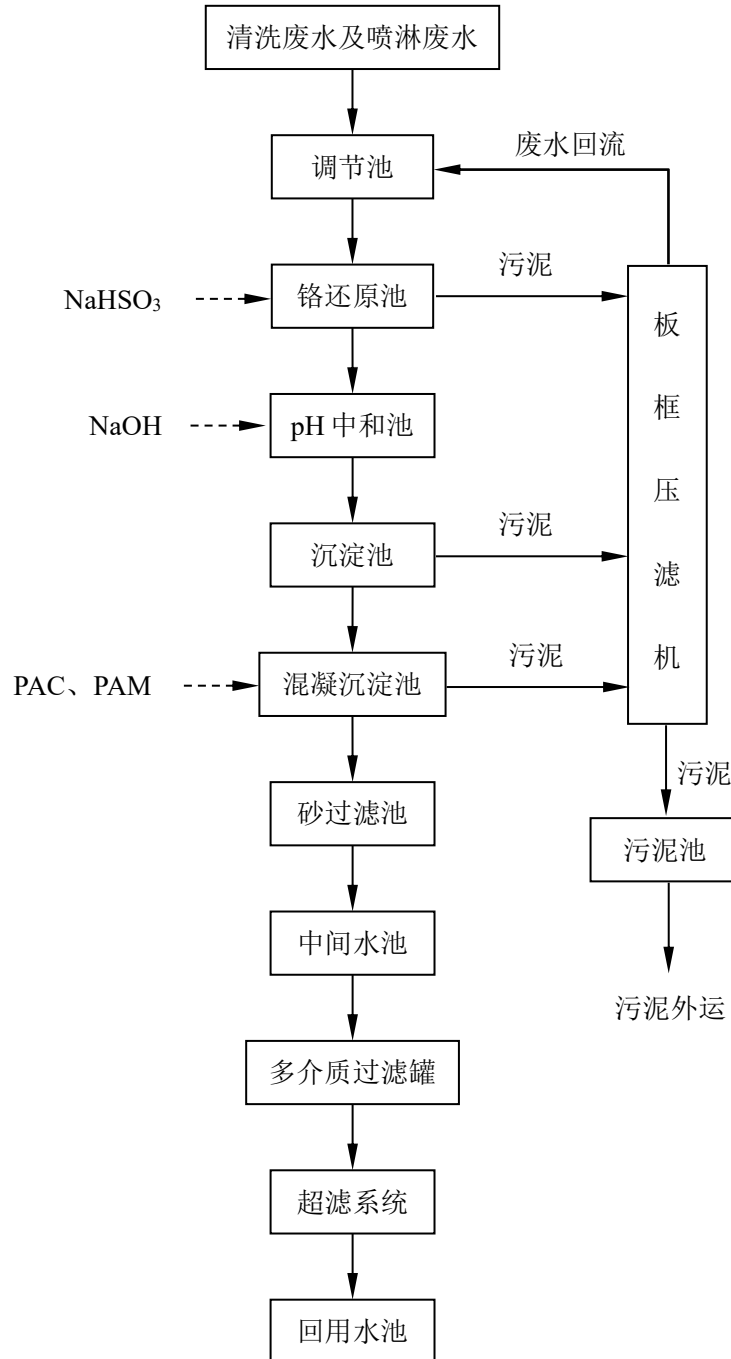 清洗废水及喷淋废水
废水回流
调节池
污泥
NaHSO₃
铬还原池
板框压滤机
NaOH
pH 中和池
污泥
沉淀池
污泥
PAC、PAM
混凝沉淀池
污泥
砂过滤池
污泥池
中间水池
污泥外运
多介质过滤罐
超滤系统
回用水池